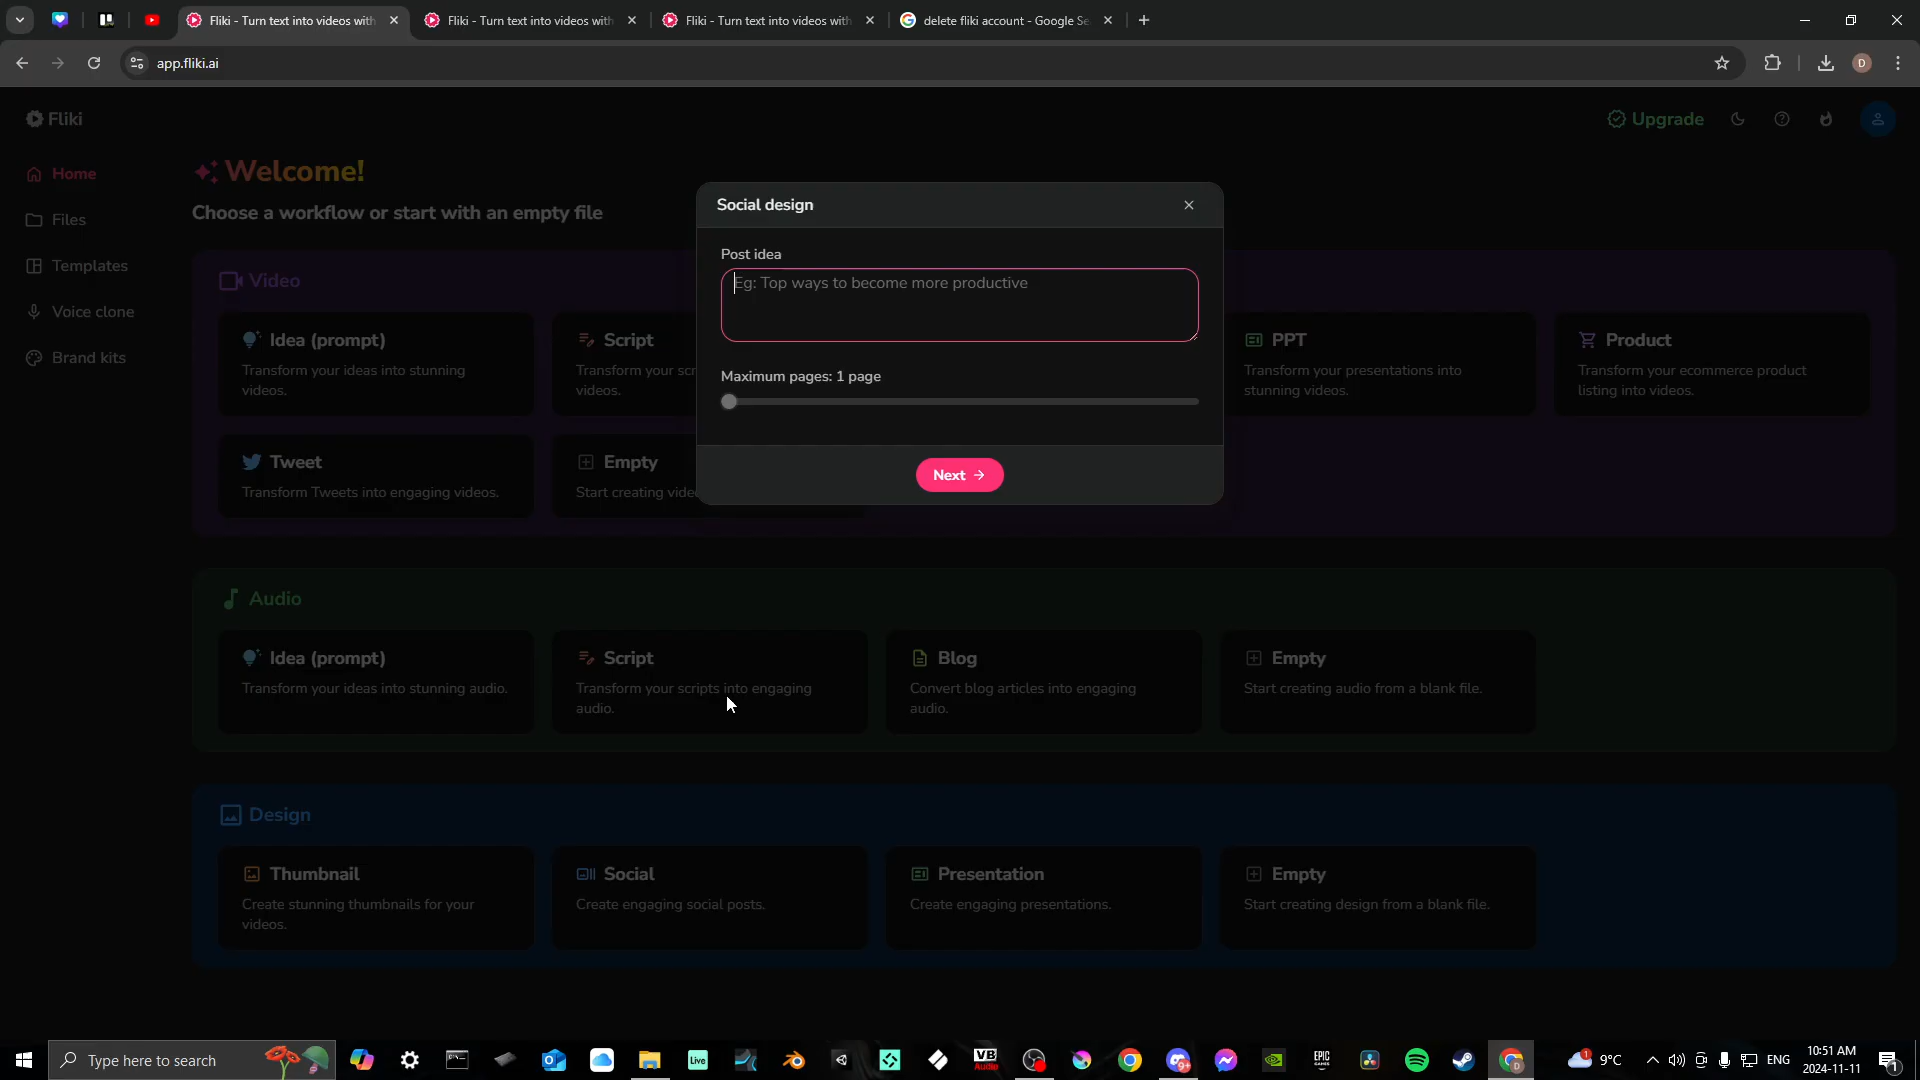 Fliki - Turn text into videos with
Fliki - Turn text into videos with
Fliki - Turn text into videos with
delete fliki account - Google Se
app.fliki.ai
D
Fliki
Upgrade
Home
Files
Templates
Voice clone
Brand kits
Welcome!
Choose a workflow or start with an empty file
Social design
Post idea
Eg: Top ways to become more productive
Maximum pages: 1 page
Next
Video
Idea (prompt)
Transform your ideas into stunning
videos.
Script
Transform your scr
videos.
PPT
Transform your presentations into
stunning videos.
Product
Transform your ecommerce product
listing into videos.
Tweet
Transform Tweets into engaging videos.
Empty
Start creating vide
Audio
Idea (prompt)
Transform your ideas into stunning audio.
Script
Transform your scripts into engaging
audio.
Blog
Convert blog articles into engaging
audio.
Empty
Start creating audio from a blank file.
Design
Thumbnail
Create stunning thumbnails for your
videos.
Social
Create engaging social posts.
Presentation
Create engaging presentations.
Empty
Start creating design from a blank file.
Type here to search
Live
VB
Audio
9+
EPIC
GAMES
D
1
9°C
ENG
10:51 AM
2024-11-11
1